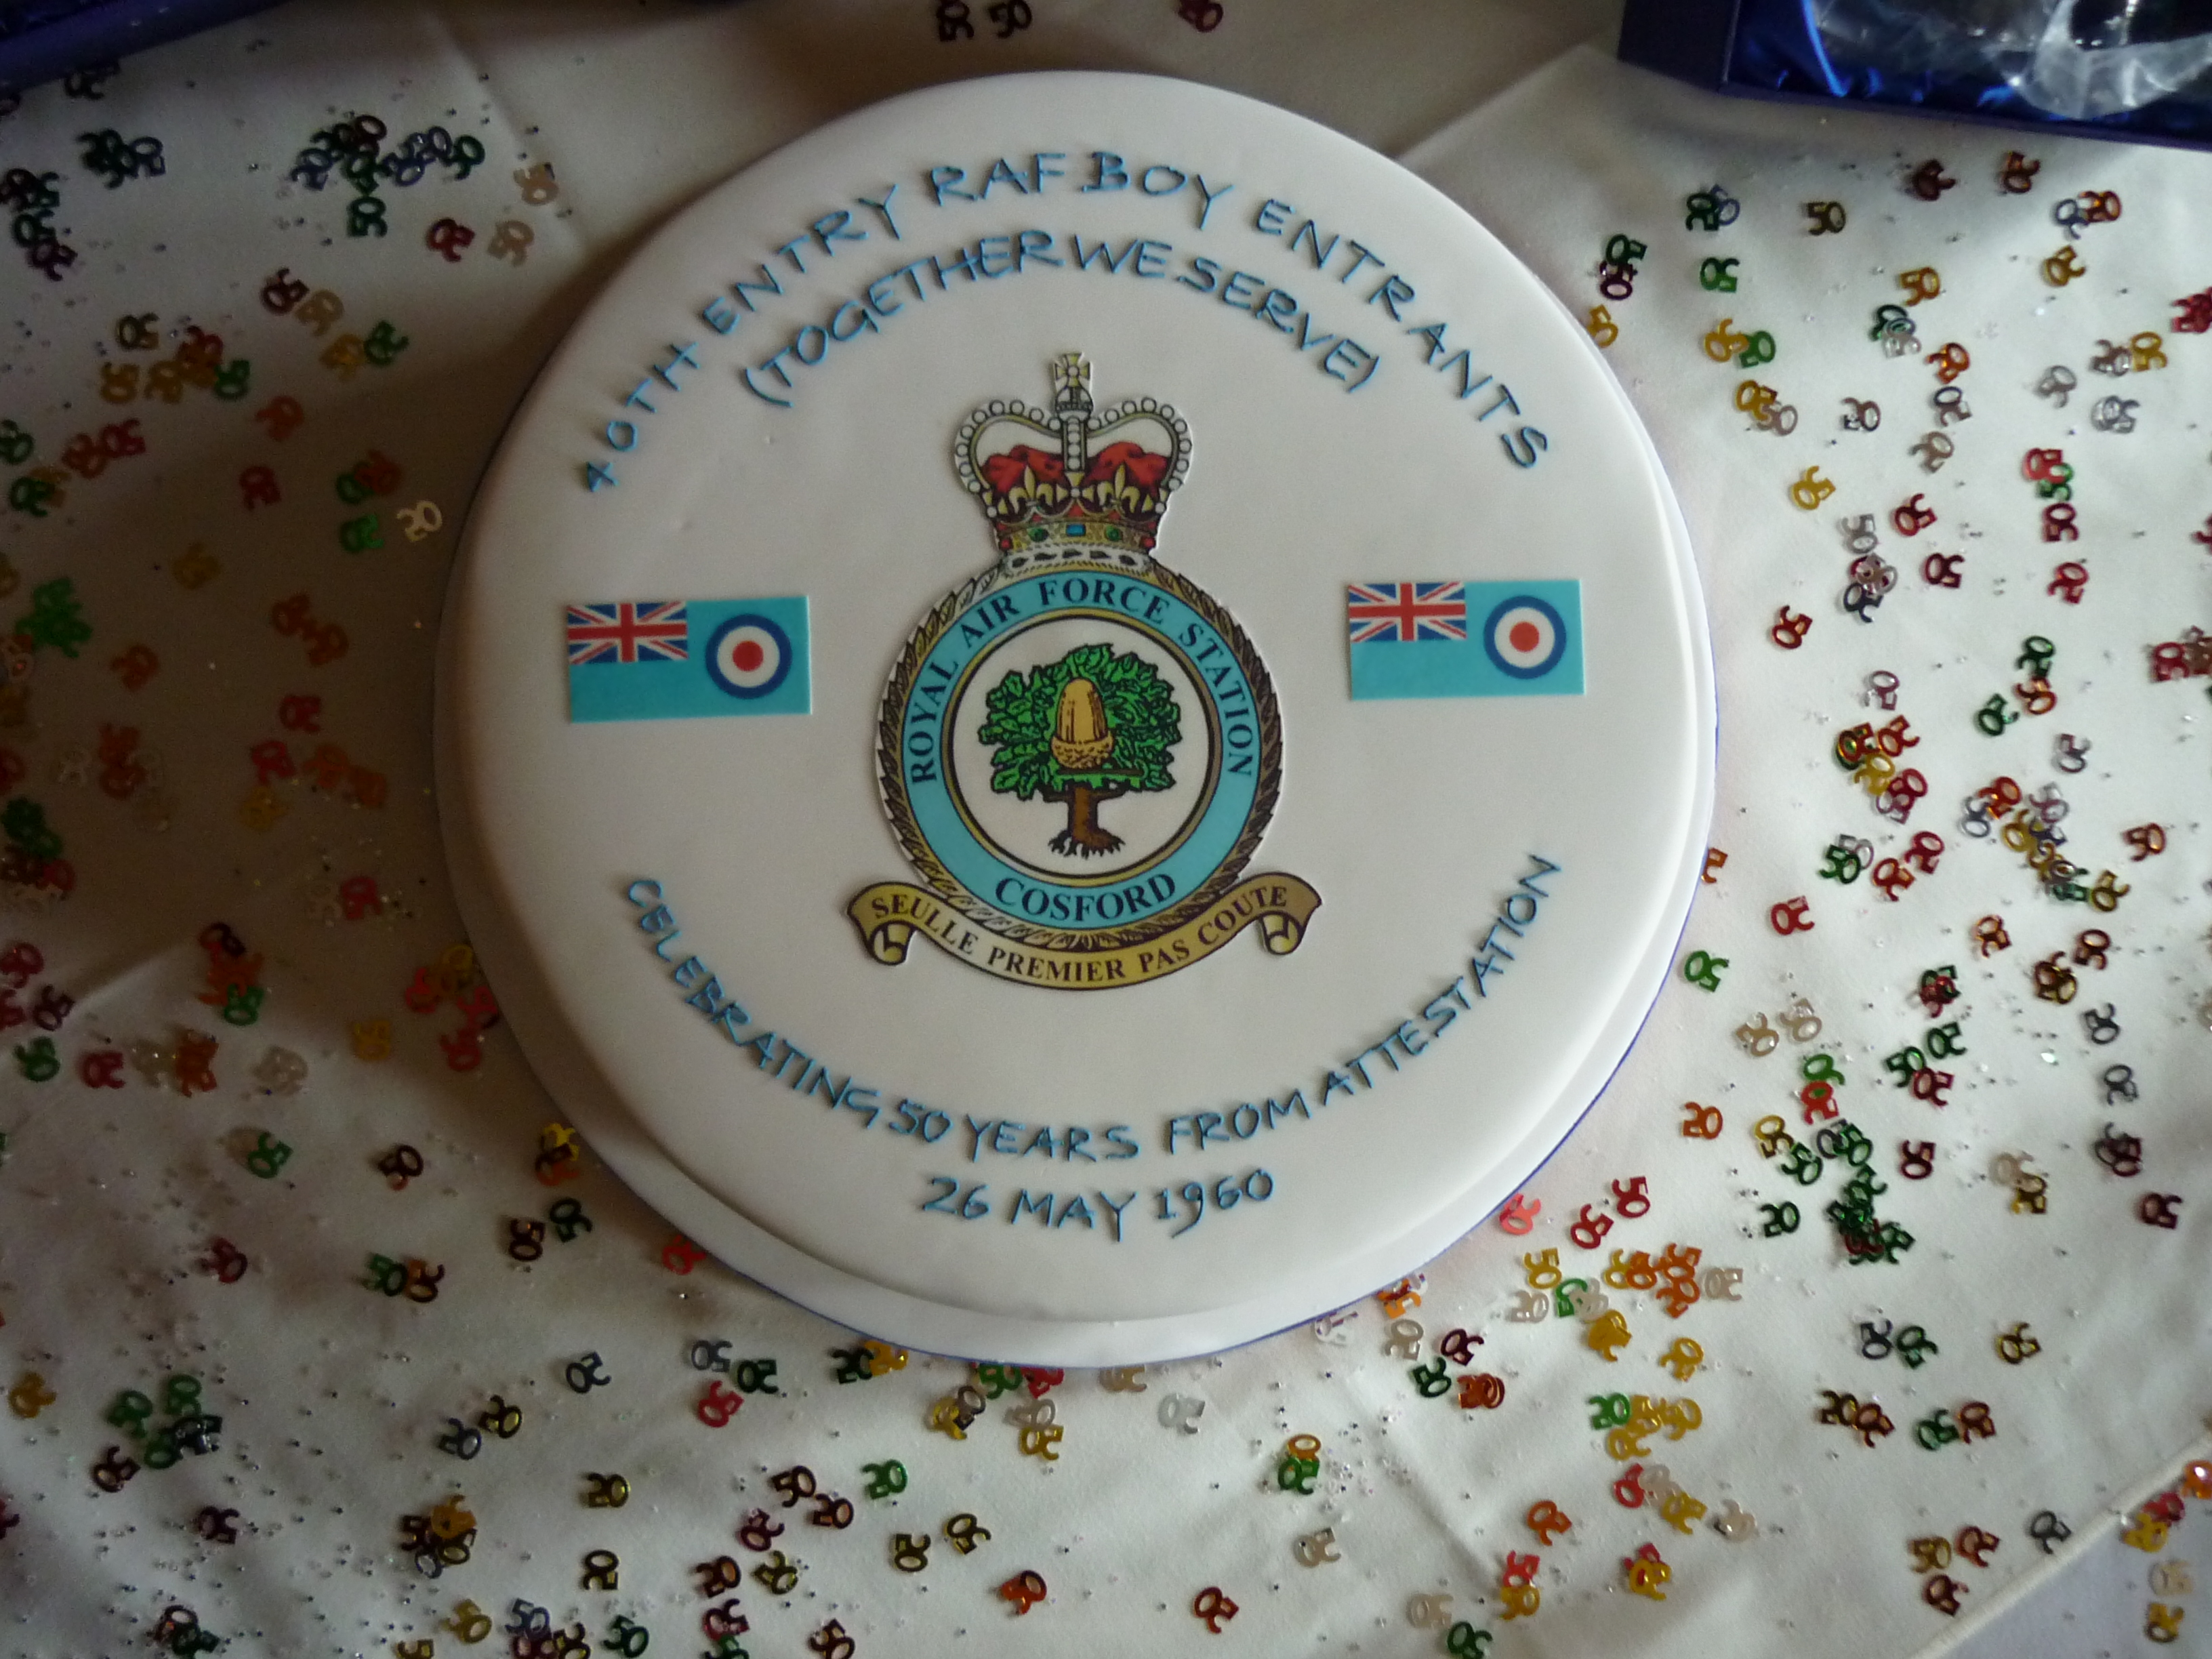 40TH ENTRY RAF BOY ENTRANTS
(TOGETHER WE SERVE)
ROYAL AIR FORCE STATION
COSFORD
SEULLE PREMIER PAS COUTE
CELEBRATING 50 YEARS FROM ATTESTATION
26 MAY 1960